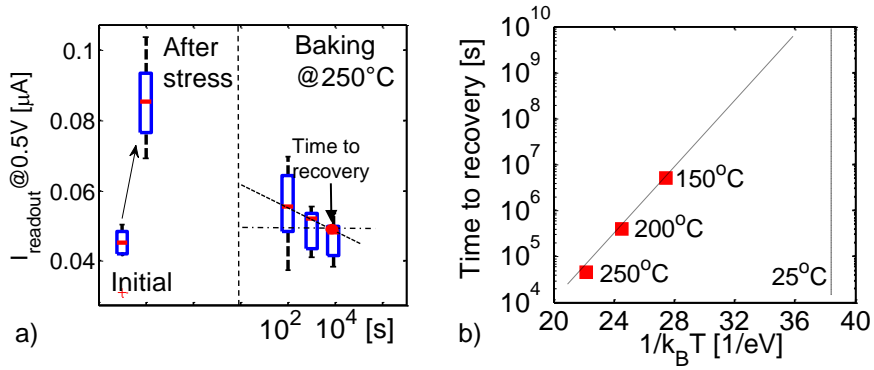 0.1
0.08
0.06
0.04
I_readout @0.5V [μA]
After
stress
Baking
@250°C
Time to
recovery
Initial
10^2 10^4 [s]
a)
Time to recovery [s]
10^10
10^9
10^8
10^7
10^6
10^5
10^4
150°C
200°C
250°C
25°C
20 24 28 32 36 40
1/k_BT [1/eV]
b)